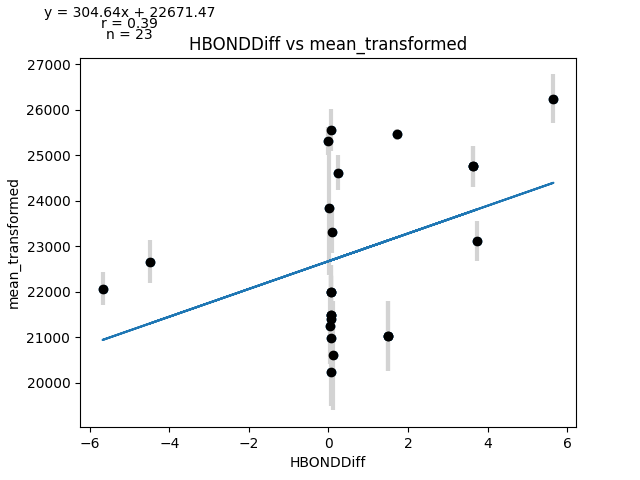 y = 304.64x + 22671.47
r = 0.39
n = 23
HBONDDiff vs mean_transformed
27000
26000
25000
24000
23000
22000
21000
20000
mean_transformed
−6
−4
−2
0
2
4
6
HBONDDiff